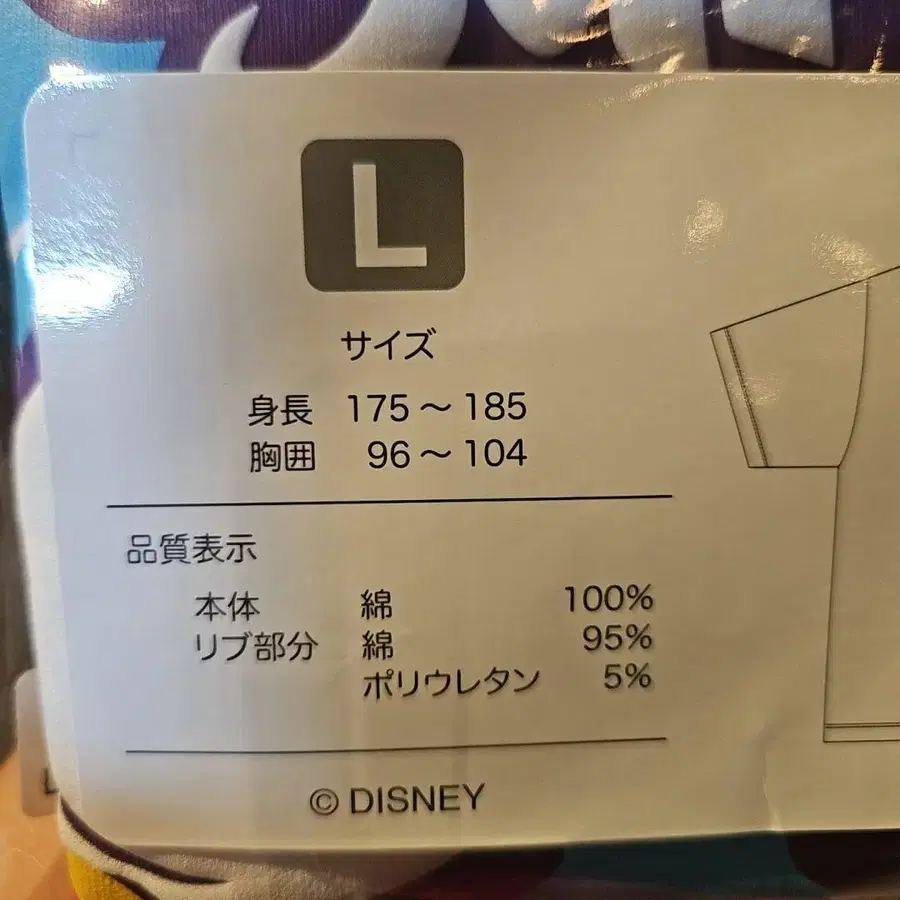 L
サイズ
身長 175～185
胸囲 96～104
品質表示
本体 綿 100%
リブ部分 綿 95%
ポリウレタン 5%
© DISNEY